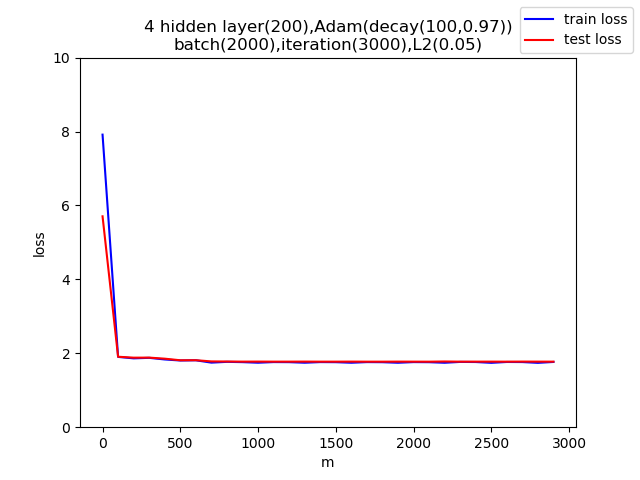 4 hidden layer(200),Adam(decay(100,0.97))
batch(2000),iteration(3000),L2(0.05)
train loss
test loss
10
8
6
4
2
0
loss
0 500 1000 1500 2000 2500 3000
m